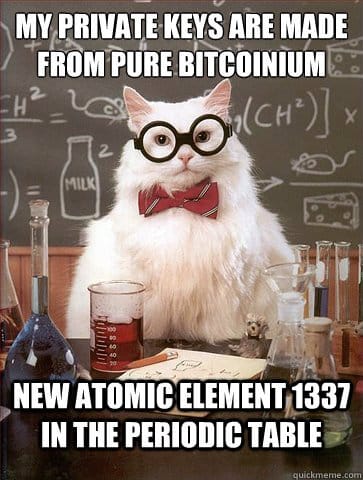 MY PRIVATE KEYS ARE MADE
FROM PURE BITCOINIUM
MILK
NEW ATOMIC ELEMENT 1337
IN THE PERIODIC TABLE
quickmeme.com